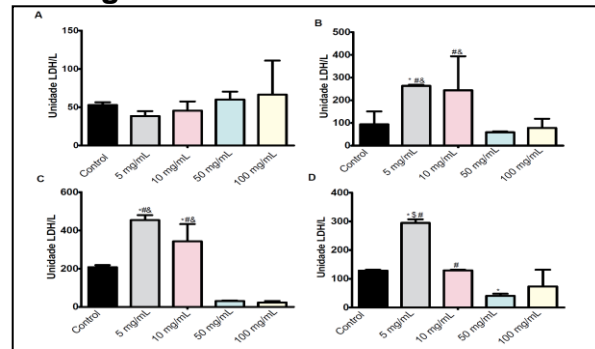 A
Unidade LDH/L
150
100
50
0
Control
5 mg/mL
10 mg/mL
50 mg/mL
100 mg/mL
B
Unidade LDH/L
500
400
300
200
100
0
* #&
#&
Control
5 mg/mL
10 mg/mL
50 mg/mL
100 mg/mL
C
Unidade LDH/L
600
400
200
0
*#&
*#&
Control
5 mg/mL
10 mg/mL
50 mg/mL
100 mg/mL
D
Unidade LDH/L
400
300
200
100
0
* $ #
#
*
Control
5 mg/mL
10 mg/mL
50 mg/mL
100 mg/mL